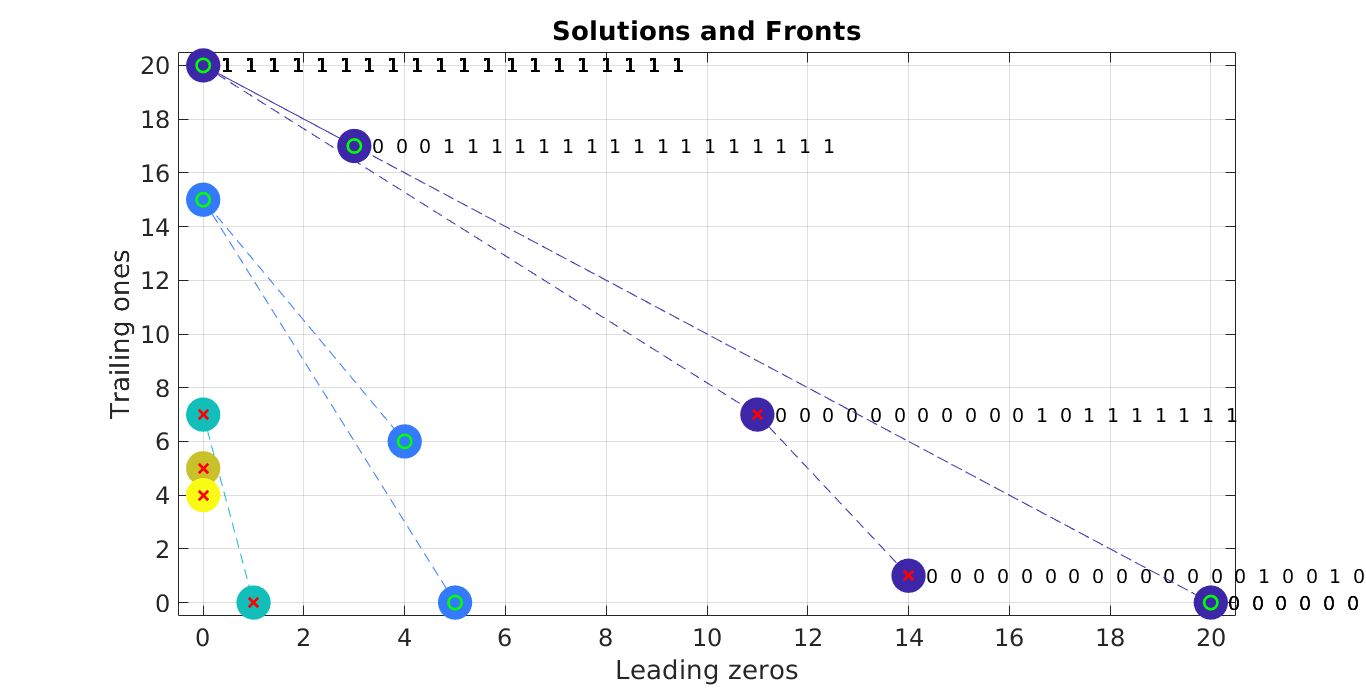 Solutions and Fronts
20
1 1 1 1 1 1 1 1 1 1 1 1 1 1 1 1 1 1 1 1
18
0 0 0 1 1 1 1 1 1 1 1 1 1 1 1 1 1 1 1 1
16
14
12
10
8
0 0 0 0 0 0 0 0 0 0 0 1 0 1 1 1 1 1 1 1
6
4
2
0 0 0 0 0 0 0 0 0 0 0 0 0 0 1 0 0 1 0
0
0 0 0 0 0 0
Trailing ones
0 2 4 6 8 10 12 14 16 18 20
Leading zeros